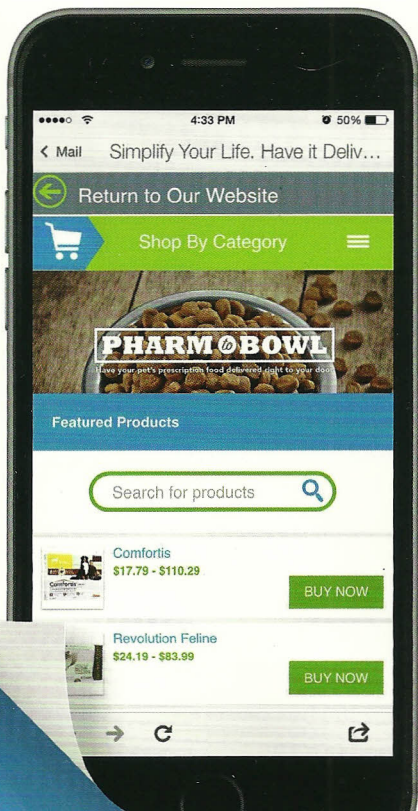 4:33 PM
50%
Mail Simplify Your Life. Have it Deliv...
Return to Our Website
Shop By Category
PHARM to BOWL
Have your pet's prescription food delivered right to your door
Featured Products
Search for products
Comfortis
$17.79 - $110.29
Comfortis
BUY NOW
Revolution Feline
$24.19 - $83.99
BUY NOW